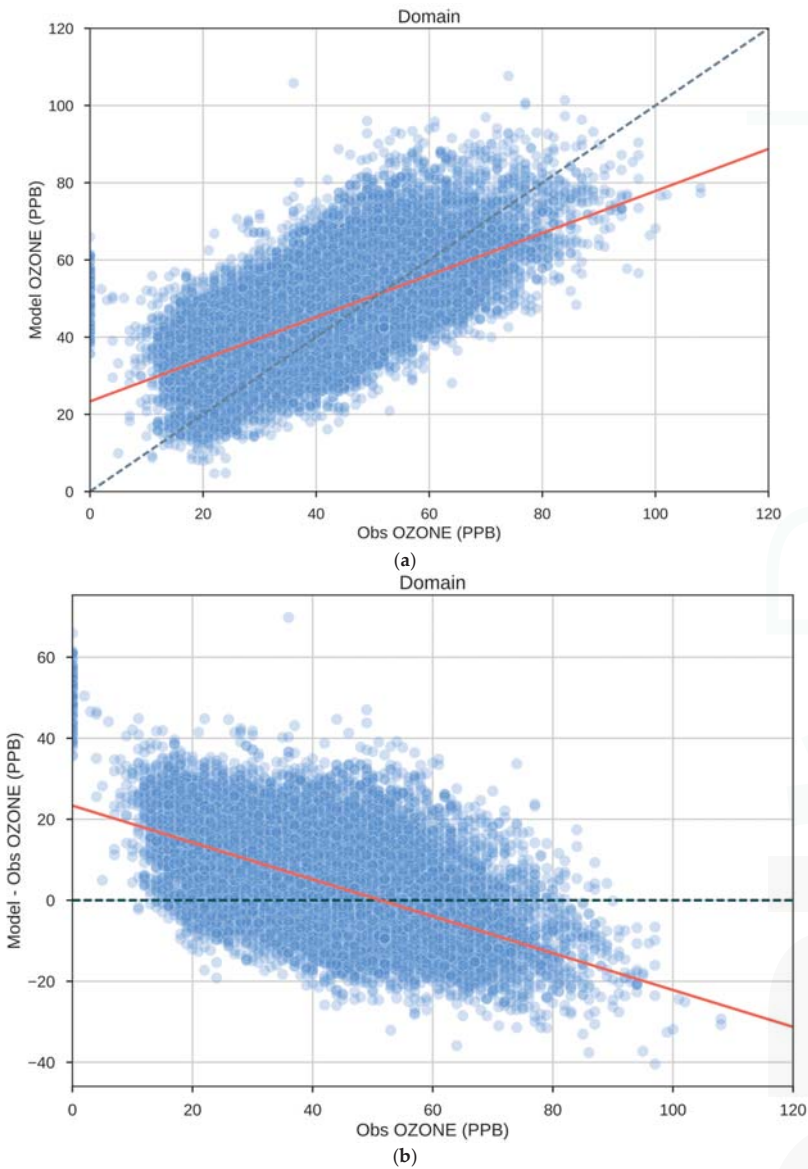 Domain
120
100
80
60
40
20
0
Model OZONE (PPB)
0 20 40 60 80 100 120
Obs OZONE (PPB)
(a)
Domain
60
40
20
0
−20
−40
Model - Obs OZONE (PPB)
0 20 40 60 80 100 120
Obs OZONE (PPB)
(b)